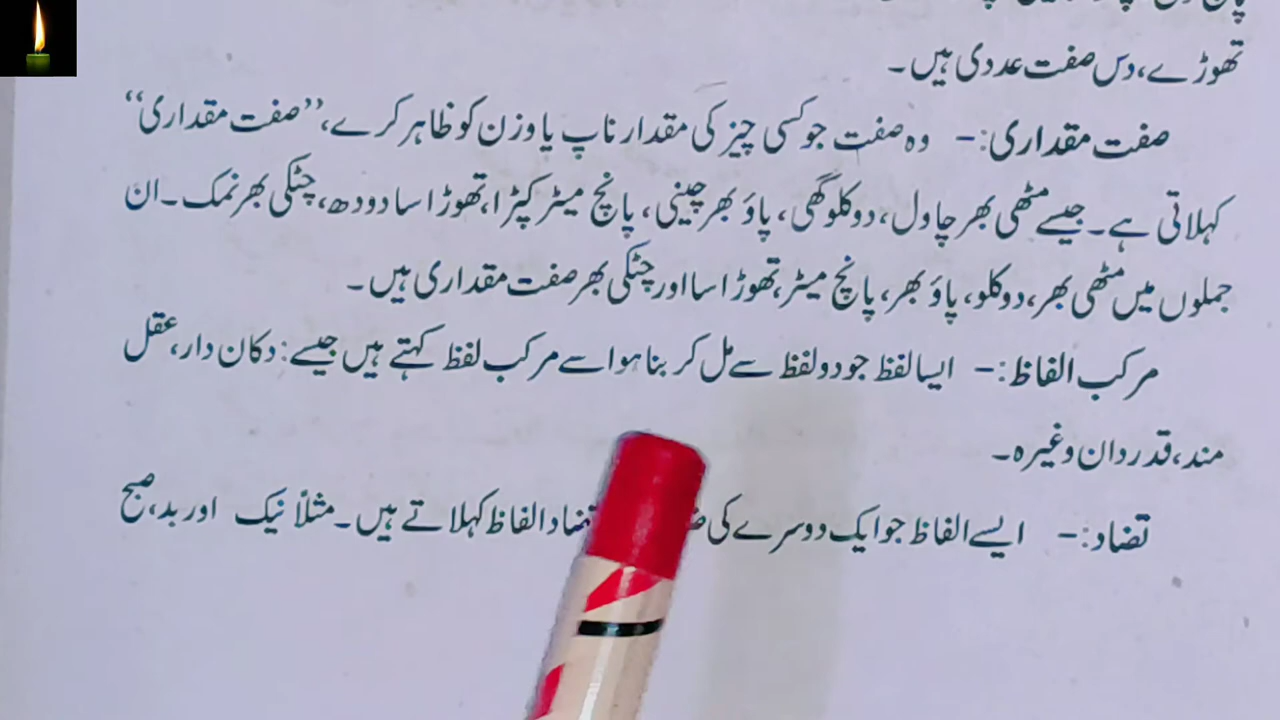 تھوڑے، دس صفت عددی ہیں۔
صفت مقداری:- وہ صفت جو کسی چیز کی مقدار ناپ یا وزن کو ظاہر کرے، ”صفت مقداری“
کہلاتی ہے۔ جیسے مٹھی بھر چاول، دو کلو گھی، پاؤ بھر چینی، پانچ میٹر کپڑا، تھوڑا سا دودھ، چٹکی بھر نمک۔ ان
جملوں میں مٹھی بھر، دو کلو، پاؤ بھر، پانچ میٹر، تھوڑا سا اور چٹکی بھر صفت مقداری ہیں۔
مرکب الفاظ:- ایسا لفظ جو دو لفظ سے مل کر بنا ہو اسے مرکب لفظ کہتے ہیں جیسے: دکان دار، عقل
مند، قدردان وغیرہ۔
تضاد:- ایسے الفاظ جو ایک دوسرے کی الفاظ کہلاتے ہیں۔ مثلاً نیک اور بد، صبح